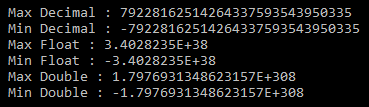 Max Decimal : 79228162514264337593543950335
Min Decimal : -79228162514264337593543950335
Max Float : 3.4028235E+38
Min Float : -3.4028235E+38
Max Double : 1.7976931348623157E+308
Min Double : -1.7976931348623157E+308